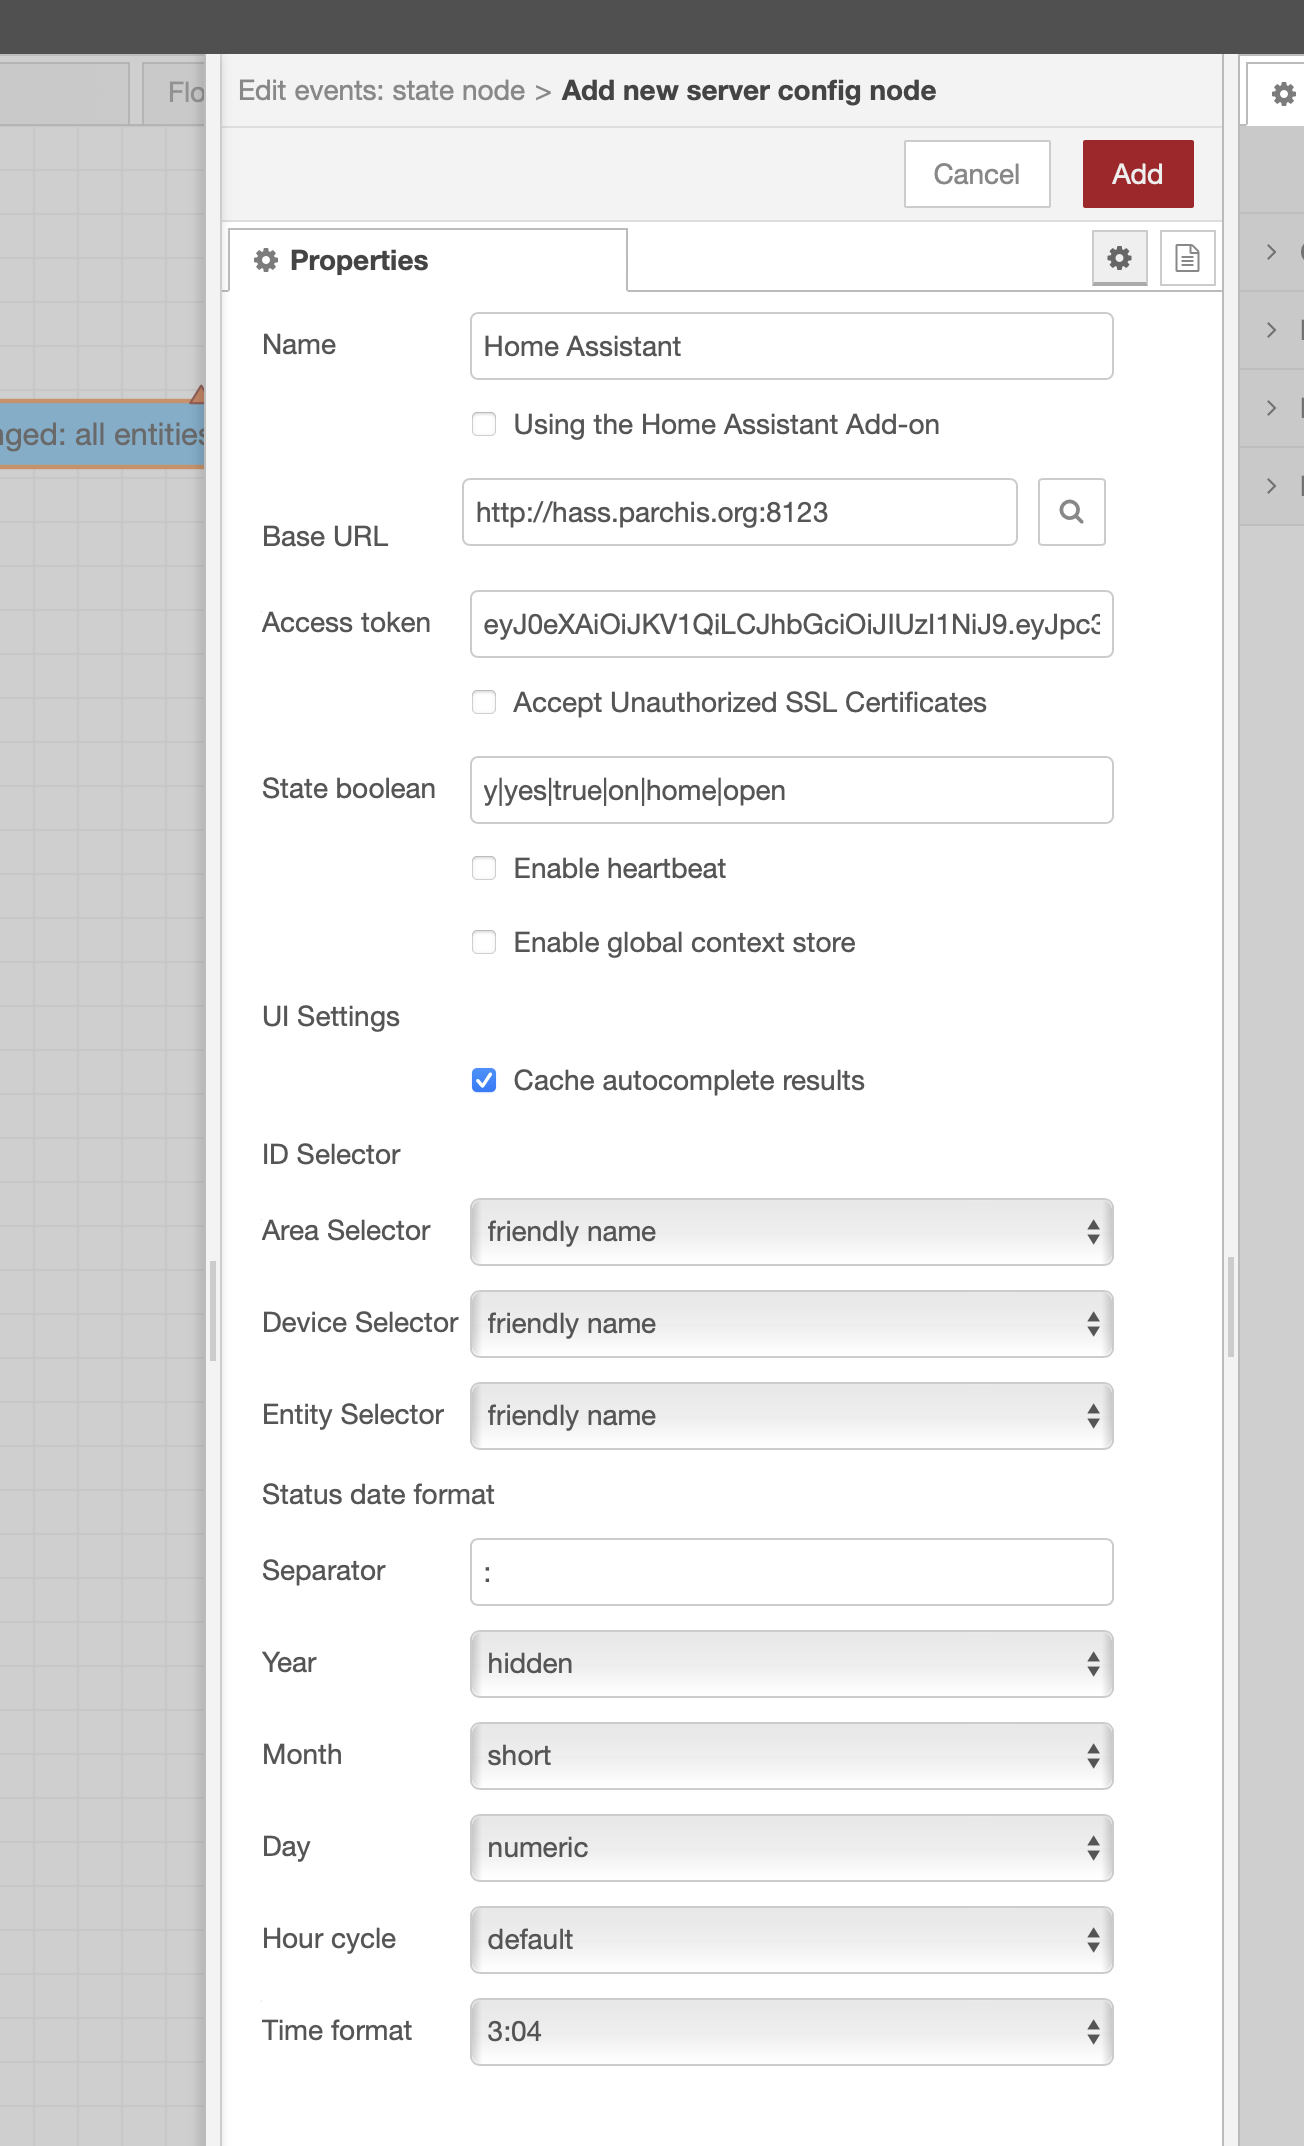 Flo
Edit events: state node > Add new server config node
Cancel
Add
Properties
Name
Home Assistant
Using the Home Assistant Add-on
nged: all entities
Base URL
http://hass.parchis.org:8123
Access token
eyJ0eXAiOiJKV1QiLCJhbGciOiJIUzI1NiJ9.eyJpc3
Accept Unauthorized SSL Certificates
State boolean
y|yes|true|on|home|open
Enable heartbeat
Enable global context store
UI Settings
Cache autocomplete results
ID Selector
Area Selector
friendly name
Device Selector
friendly name
Entity Selector
friendly name
Status date format
Separator
:
Year
hidden
Month
short
Day
numeric
Hour cycle
default
Time format
3:04